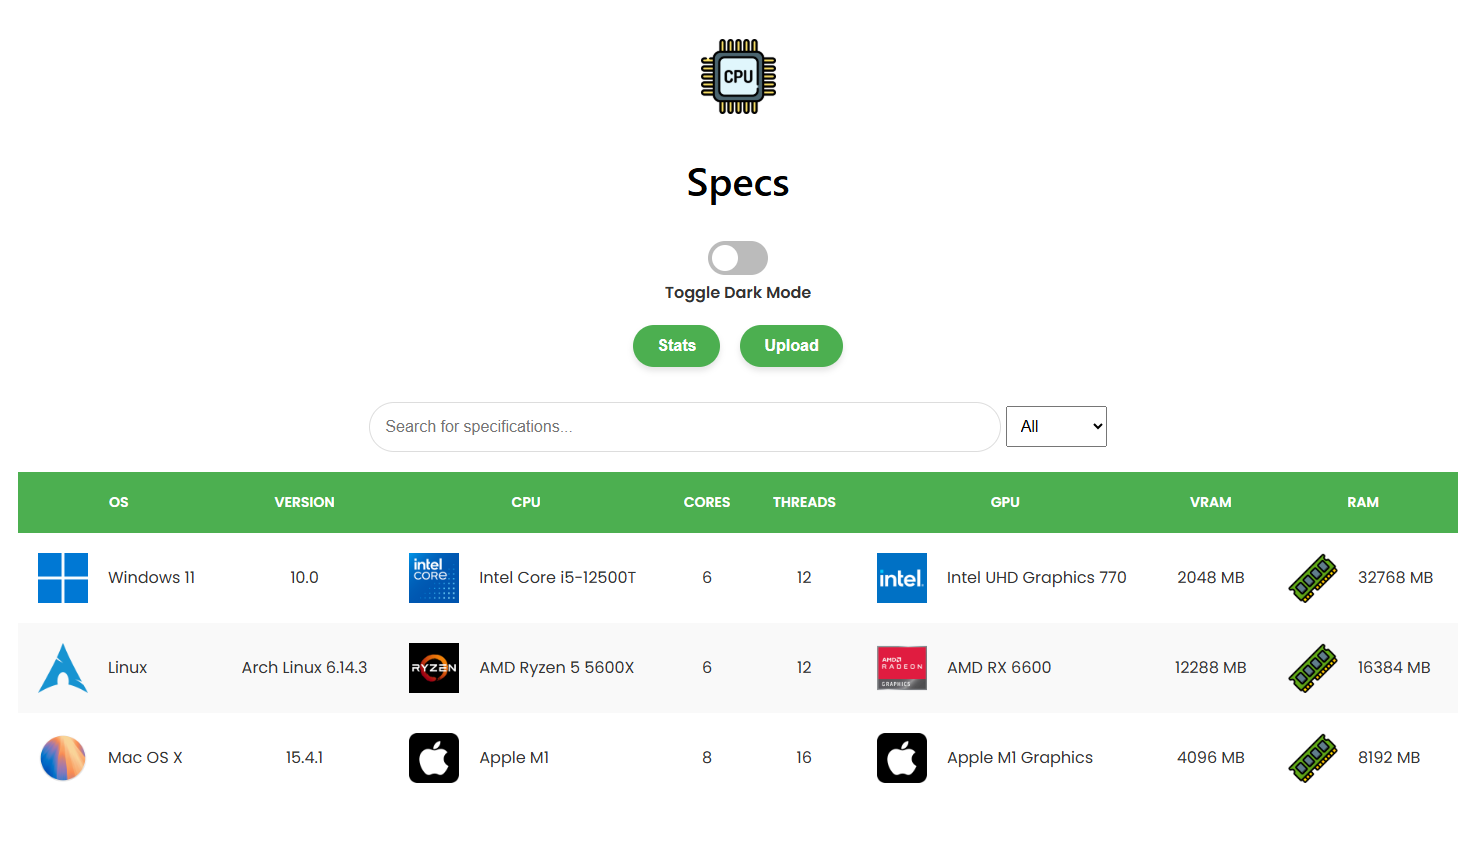 CPU
Specs
Toggle Dark Mode
Stats Upload
Search for specifications... All
OS VERSION CPU CORES THREADS GPU VRAM RAM
Windows 11 10.0 intel CORE Intel Core i5-12500T 6 12 intel. Intel UHD Graphics 770 2048 MB 32768 MB
Linux Arch Linux 6.14.3 RYZEN AMD Ryzen 5 5600X 6 12 AMD RADEON GRAPHICS AMD RX 6600 12288 MB 16384 MB
Mac OS X 15.4.1 Apple M1 8 16 Apple M1 Graphics 4096 MB 8192 MB